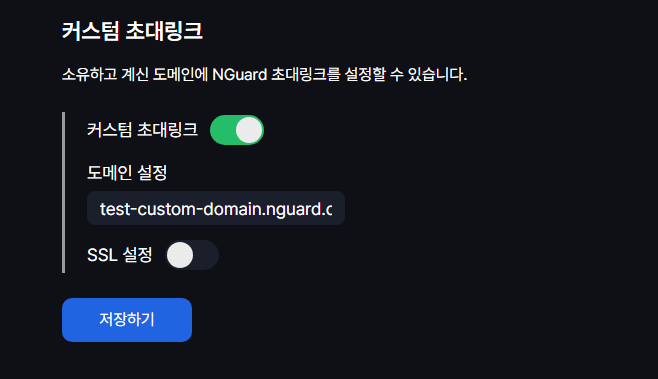 커스텀 초대링크
소유하고 계신 도메인에 NGuard 초대링크를 설정할 수 있습니다.
커스텀 초대링크
도메인 설정
test-custom-domain.nguard.c
SSL 설정
저장하기